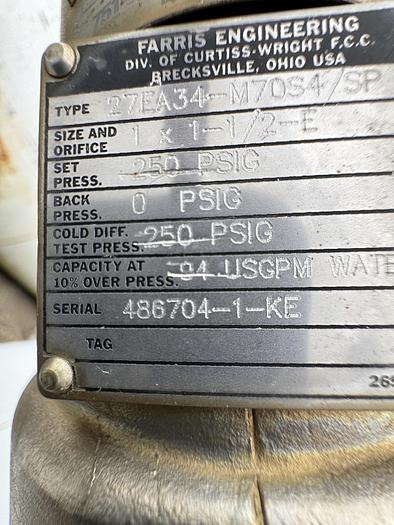 FARRIS ENGINEERING
DIV. OF CURTISS-WRIGHT F.C.C.
BRECKSVILLE, OHIO USA
TYPE 27EA34-M70S4/SP
SIZE AND ORIFICE 1 x 1-1/2-E
SET PRESS. 250 PSIG
BACK PRESS. 0 PSIG
COLD DIFF. TEST PRESS. 250 PSIG
CAPACITY AT 10% OVER PRESS. USGPM WATE
SERIAL 486704-1-KE
TAG